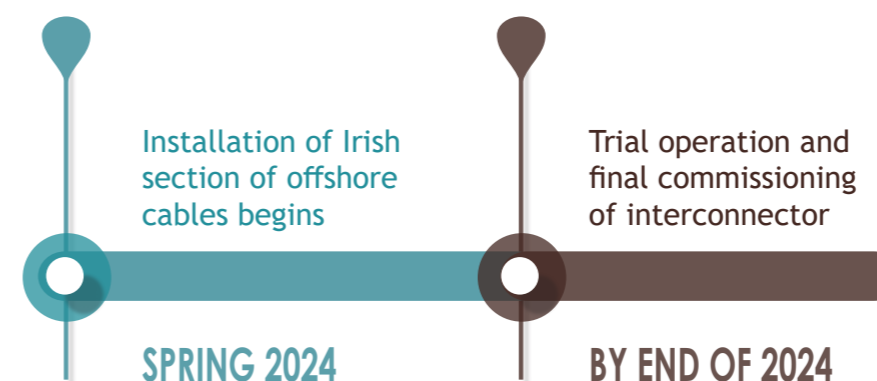 Installation of Irish
section of offshore
cables begins
SPRING 2024
Trial operation and
final commissioning
of interconnector
BY END OF 2024